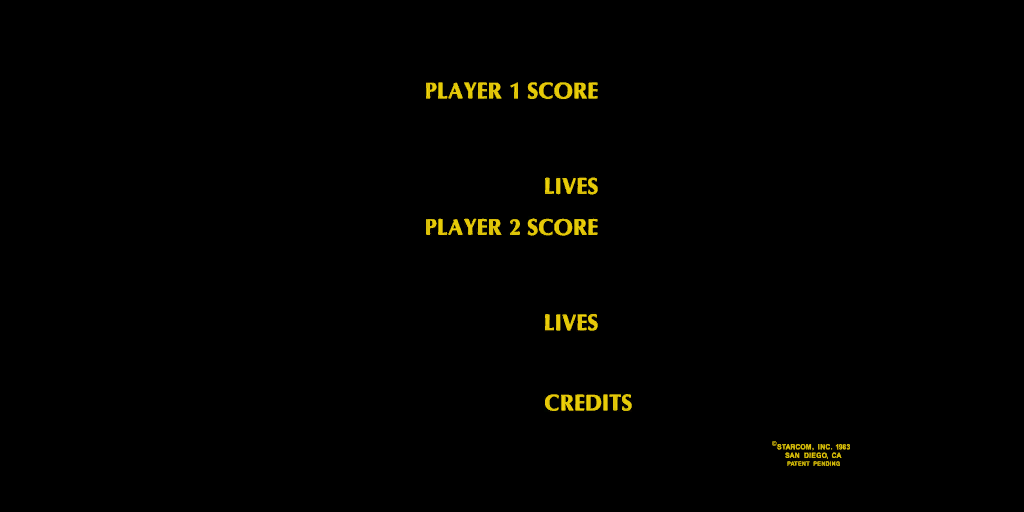 PLAYER 1 SCORE
LIVES
PLAYER 2 SCORE
LIVES
CREDITS
©STARCOM. INC. 1983
SAN DIEGO, CA
PATENT PENDING